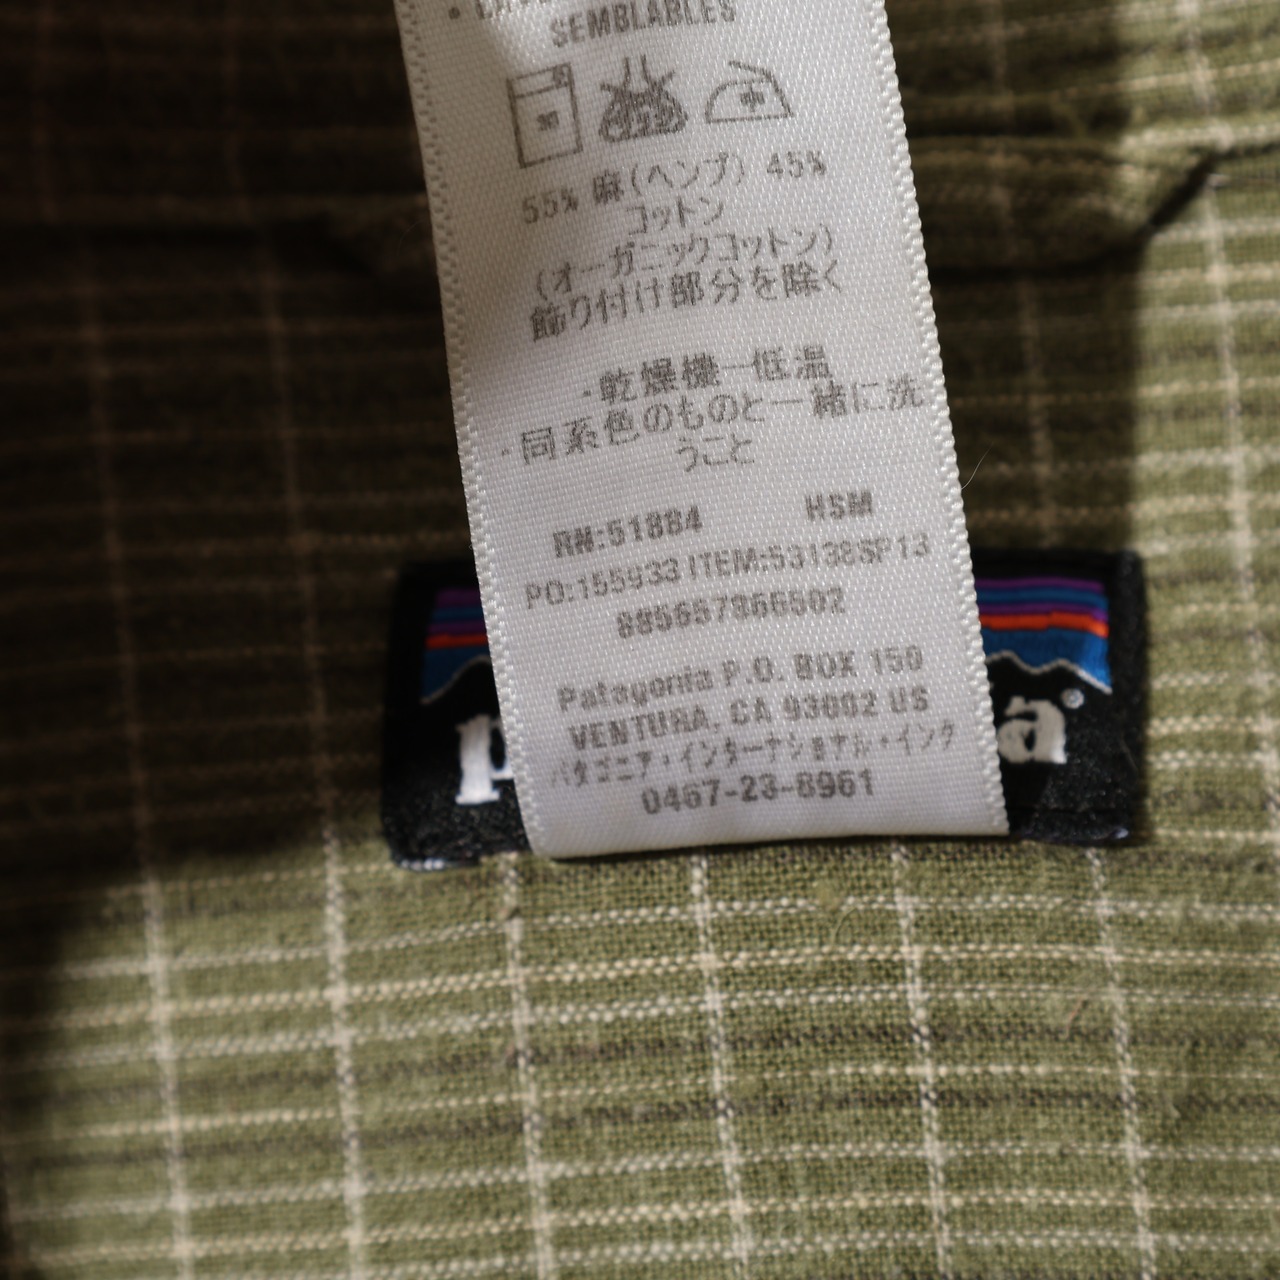 SEMBLABLES
55% 麻(ヘンプ) 45%
コットン
(オーガニックコットン)
飾り付け部分を除く
・乾燥機一低温
・同系色のものと一緒に洗
うこと
RN:51884 HSM
PO:155933 ITEM:53138SP13
885657866502
Patagonia P.O. BOX 150
VENTURA, CA 93002 US
パタゴニア・インターナショナル・インク
0467-23-8961